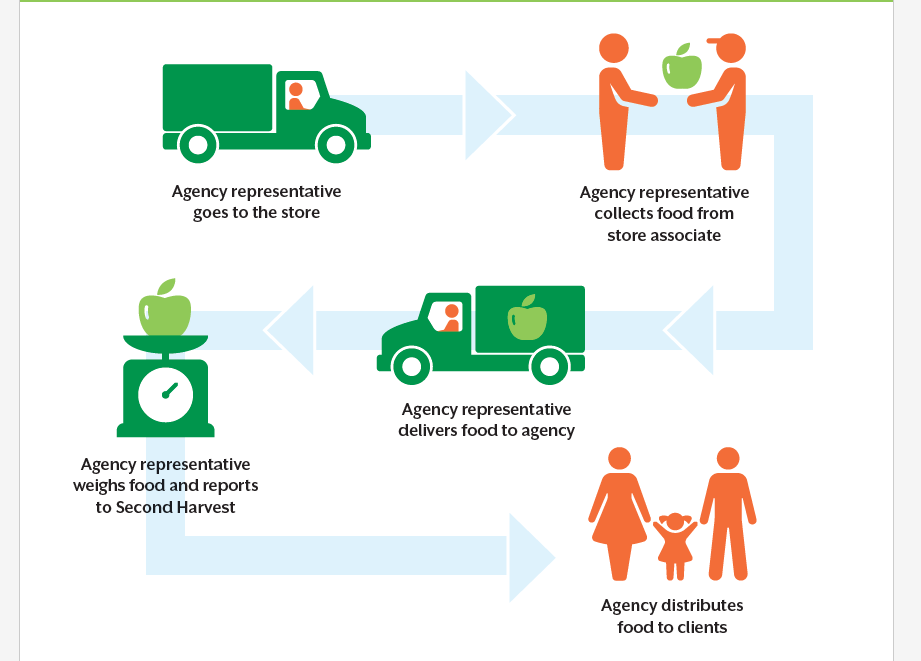 Agency representative
goes to the store
Agency representative
collects food from
store associate
Agency representative
delivers food to agency
Agency representative
weighs food and reports
to Second Harvest
Agency distributes
food to clients